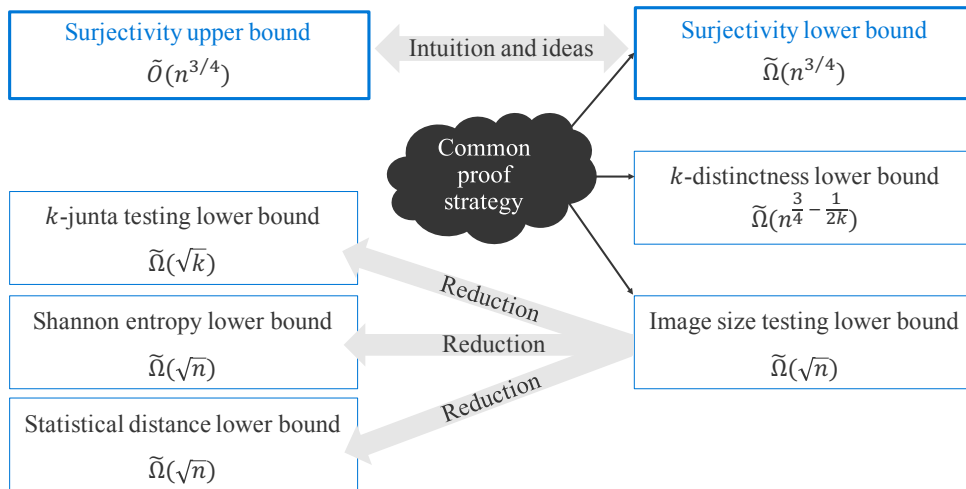 Surjectivity upper bound
Õ(n^{3/4})
Intuition and ideas
Surjectivity lower bound
Ω̃(n^{3/4})
Common
proof
strategy
k-distinctness lower bound
Ω̃(n^{\frac{3}{4} - \frac{1}{2k}})
k-junta testing lower bound
Ω̃(√k)
Reduction
Shannon entropy lower bound
Ω̃(√n)
Reduction
Image size testing lower bound
Ω̃(√n)
Reduction
Statistical distance lower bound
Ω̃(√n)